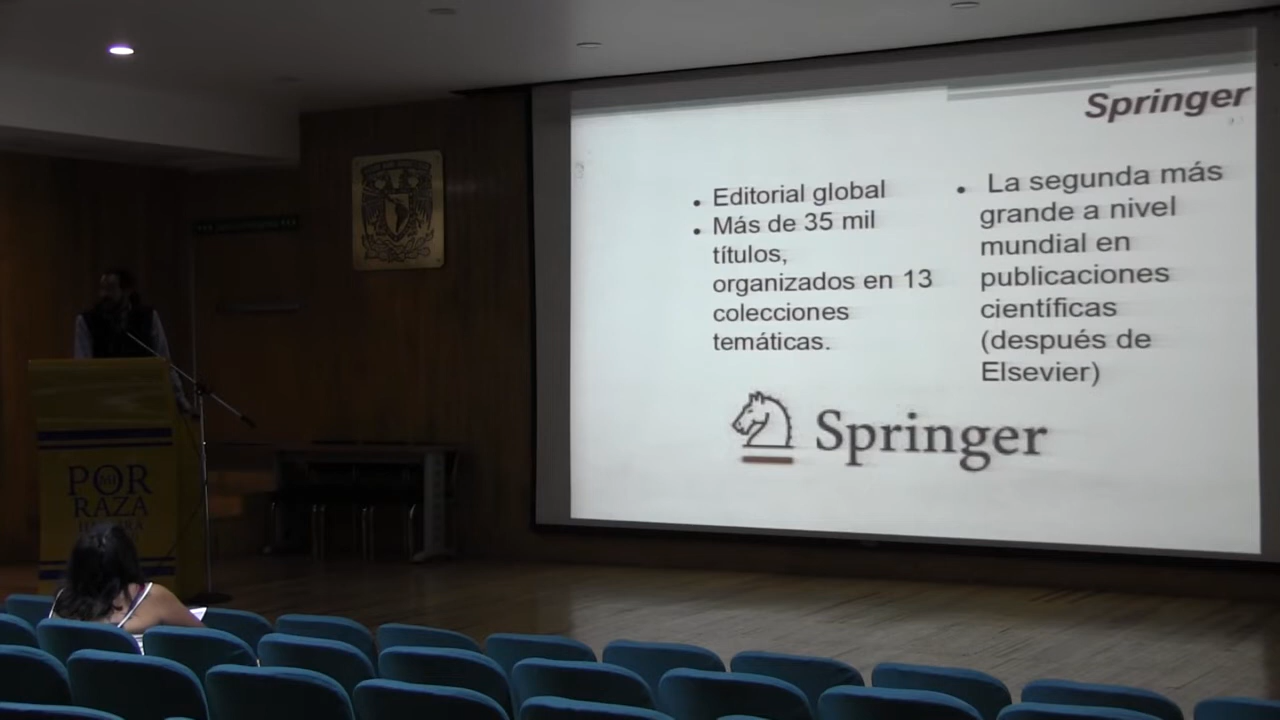 Springer
Editorial global
Más de 35 mil
títulos,
organizados en 13
colecciones
temáticas.
La segunda más
grande a nivel
mundial en
publicaciones
científicas
(después de
Elsevier)
Springer
POR
MI
RAZA